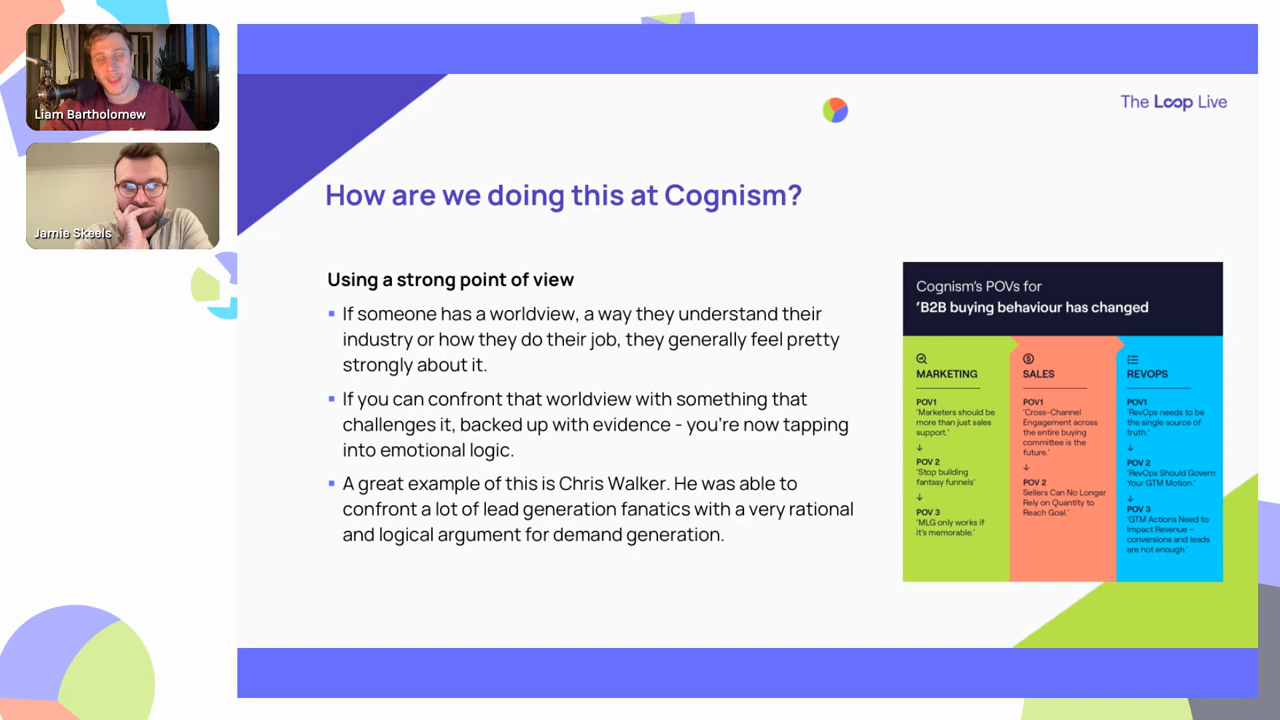 Liam Bartholomew
Jamie Skeels
The Loop Live
How are we doing this at Cognism?
Using a strong point of view
If someone has a worldview, a way they understand their
industry or how they do their job, they generally feel pretty
strongly about it.
If you can confront that worldview with something that
challenges it, backed up with evidence - you're now tapping
into emotional logic.
A great example of this is Chris Walker. He was able to
confront a lot of lead generation fanatics with a very rational
and logical argument for demand generation.
Cognism's POVs for
'B2B buying behaviour has changed
MARKETING
POV1
'Marketers should be
more than just sales
support.'
↓
POV 2
'Stop building
fantasy funnels'
↓
POV 3
'MLG only works if
it's memorable.'
SALES
POV1
'Cross-Channel
Engagement across
the entire buying
committee is the
future.'
↓
POV 2
Sellers Can No Longer
Rely on Quantity to
Reach Goal.'
REVOPS
POV1
'RevOps needs to be
the single source of
truth.'
↓
POV 2
'RevOps Should Govern
Your GTM Motion.'
↓
POV 3
'GTM Actions Need to
Impact Revenue –
conversions and leads
are not enough.'